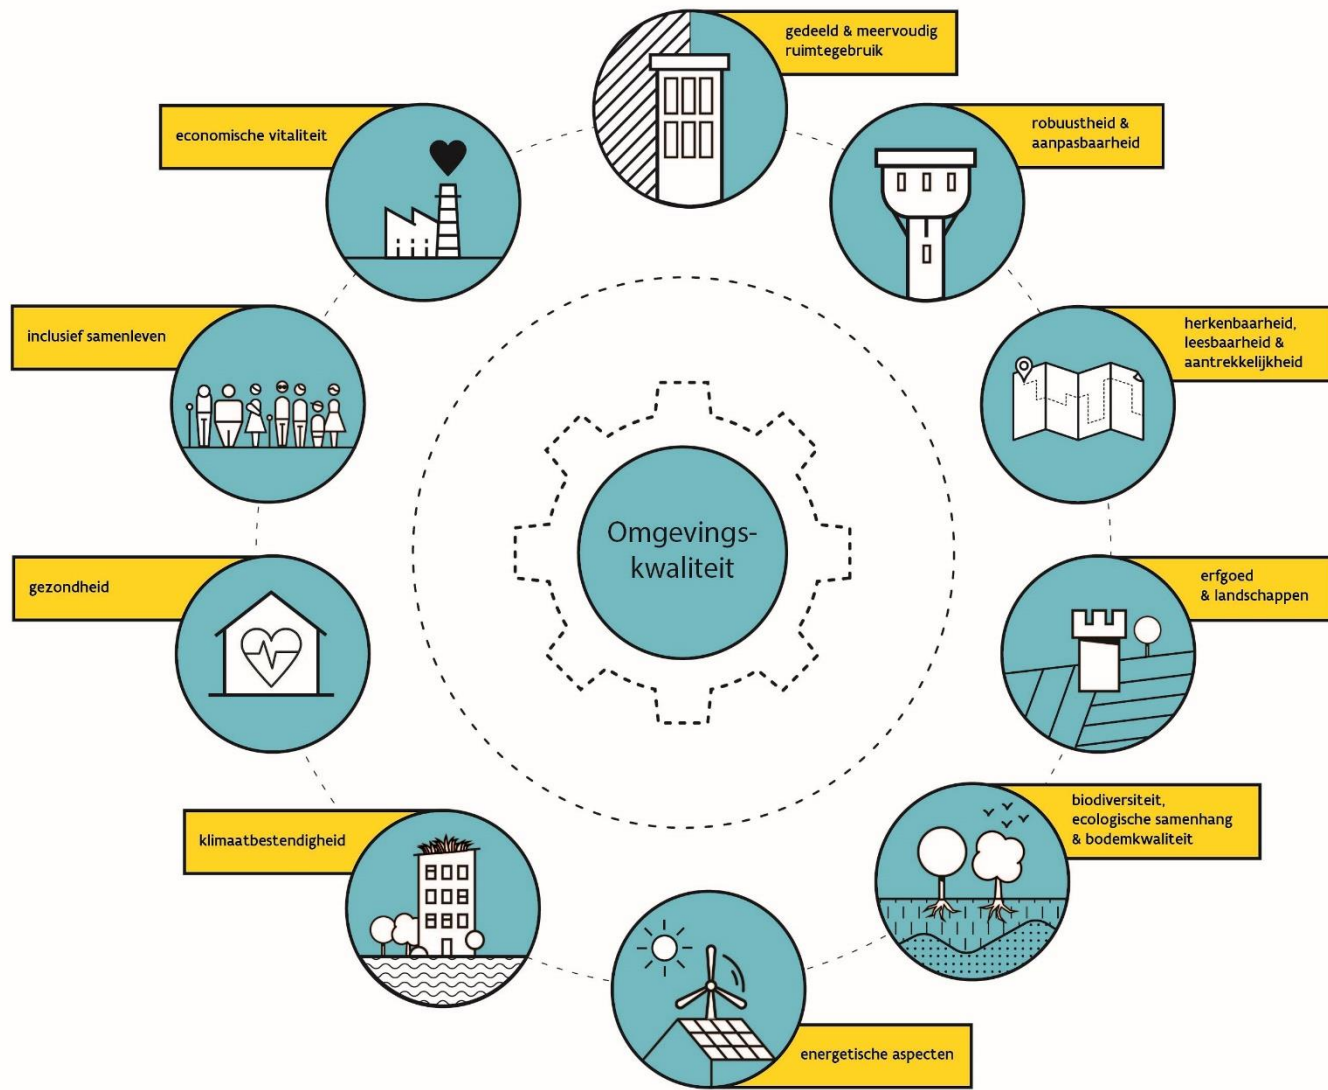 gedeeld & meervoudig
ruimtegebruik
robuustheid &
aanpasbaarheid
herkenbaarheid,
leesbaarheid &
aantrekkelijkheid
erfgoed
& landschappen
biodiversiteit,
ecologische samenhang
& bodemkwaliteit
energetische aspecten
klimaatbestendigheid
gezondheid
inclusief samenleven
economische vitaliteit
Omgevings-
kwaliteit